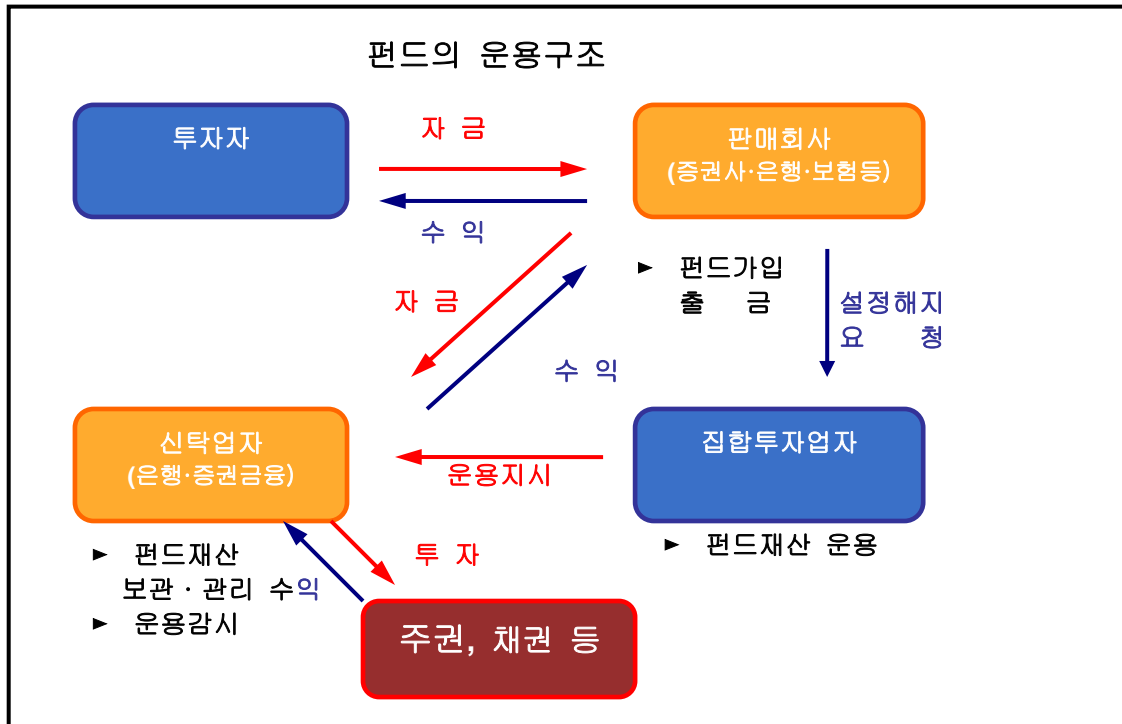 펀드의 운용구조
투자자
자 금
판매회사
(증권사·은행·보험등)
수 익
자 금
► 펀드가입
출 금
설정해지
요 청
수 익
신탁업자
(은행·증권금융)
운용지시
집합투자업자
► 펀드재산 운용
► 펀드재산
보관·관리 수익
► 운용감시
투 자
주권, 채권 등